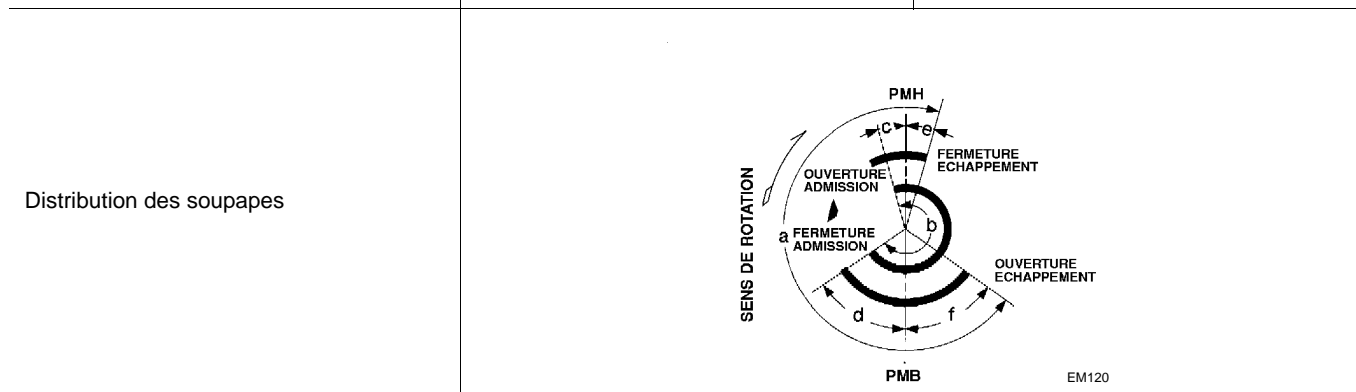 Distribution des soupapes
PMH
c
e
FERMETURE
ECHAPPEMENT
OUVERTURE
ADMISSION
SENS DE ROTATION
a
FERMETURE
ADMISSION
b
OUVERTURE
ECHAPPEMENT
d
f
PMB
EM120